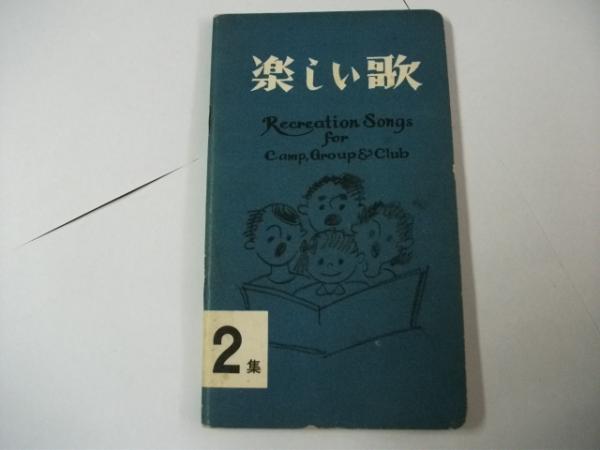 楽しい歌
Recreation Songs
for
Camp, Group & Club
2集